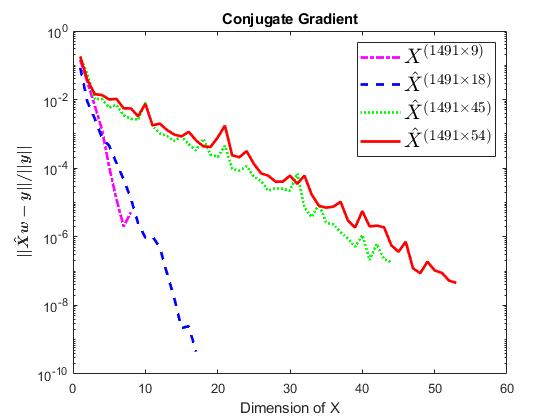 Conjugate Gradient
10^0
10^-2
10^-4
10^-6
10^-8
10^-10
||X̂w − y||/||y||
X^(1491×9)
X̂^(1491×18)
X̂^(1491×45)
X̂^(1491×54)
0 10 20 30 40 50 60
Dimension of X